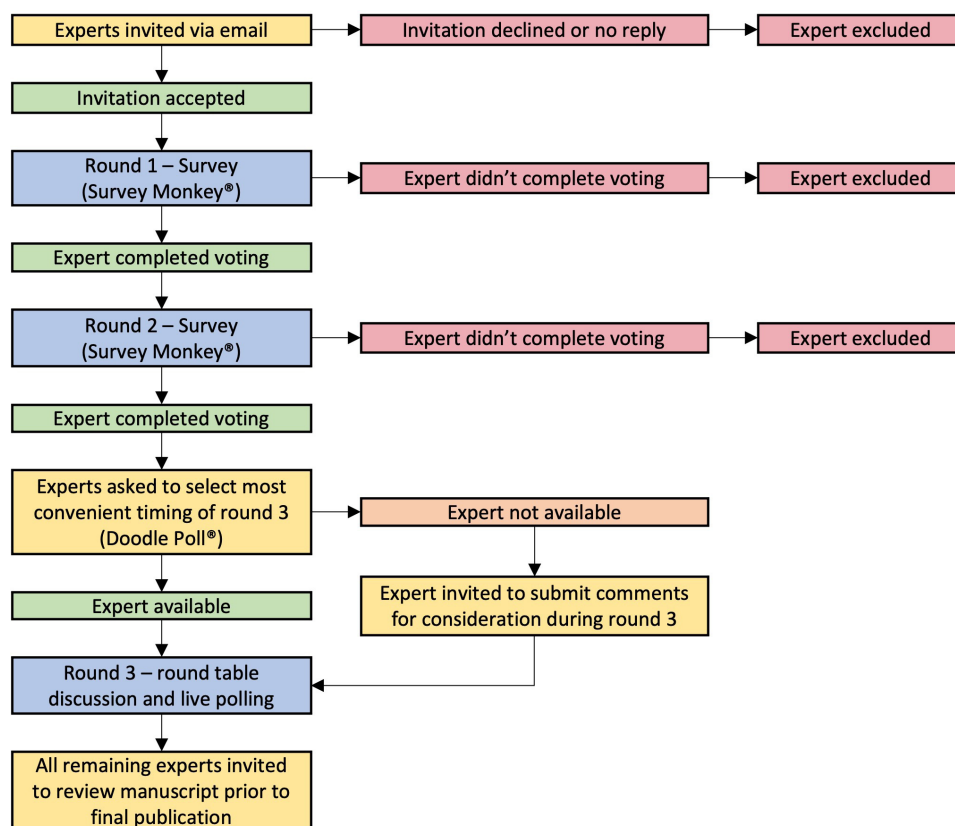 Experts invited via email
Invitation declined or no reply
Expert excluded
Invitation accepted
Round 1 – Survey
(Survey Monkey®)
Expert didn't complete voting
Expert excluded
Expert completed voting
Round 2 – Survey
(Survey Monkey®)
Expert didn't complete voting
Expert excluded
Expert completed voting
Experts asked to select most
convenient timing of round 3
(Doodle Poll®)
Expert not available
Expert available
Expert invited to submit comments
for consideration during round 3
Round 3 – round table
discussion and live polling
All remaining experts invited
to review manuscript prior to
final publication